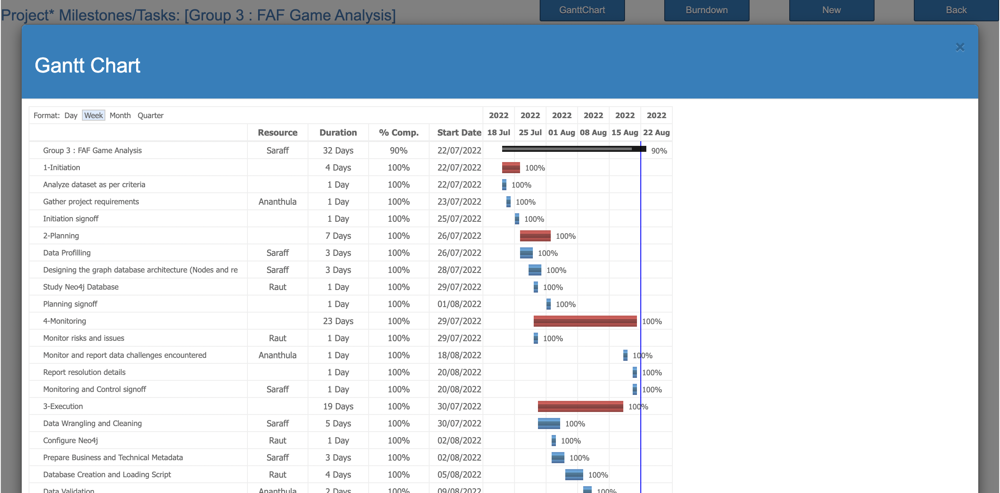 Project* Milestones/Tasks: [Group 3 : FAF Game Analysis] GanttChart Burndown New Back
×
Gantt Chart
Format: Day Week Month Quarter 2022 2022 2022 2022 2022 2022
Resource Duration % Comp. Start Date 18 Jul 25 Jul 01 Aug 08 Aug 15 Aug 22 Aug
Group 3 : FAF Game Analysis Saraff 32 Days 90% 22/07/2022 90%
1-Initiation 4 Days 100% 22/07/2022 100%
Analyze dataset as per criteria 1 Day 100% 22/07/2022 100%
Gather project requirements Ananthula 1 Day 100% 23/07/2022 100%
Initiation signoff 1 Day 100% 25/07/2022 100%
2-Planning 7 Days 100% 26/07/2022 100%
Data Profilling Saraff 3 Days 100% 26/07/2022 100%
Designing the graph database architecture (Nodes and re Saraff 3 Days 100% 28/07/2022 100%
Study Neo4j Database Raut 1 Day 100% 29/07/2022 100%
Planning signoff 1 Day 100% 01/08/2022 100%
4-Monitoring 23 Days 100% 29/07/2022 100%
Monitor risks and issues Raut 1 Day 100% 29/07/2022 100%
Monitor and report data challenges encountered Ananthula 1 Day 100% 18/08/2022 100%
Report resolution details 1 Day 100% 20/08/2022 100%
Monitoring and Control signoff Saraff 1 Day 100% 20/08/2022 100%
3-Execution 19 Days 100% 30/07/2022 100%
Data Wrangling and Cleaning Saraff 5 Days 100% 30/07/2022 100%
Configure Neo4j Raut 1 Day 100% 02/08/2022 100%
Prepare Business and Technical Metadata Saraff 3 Days 100% 02/08/2022 100%
Database Creation and Loading Script Raut 4 Days 100% 05/08/2022 100%
Data Validation Ananthula 2 Days 100% 09/08/2022 100%